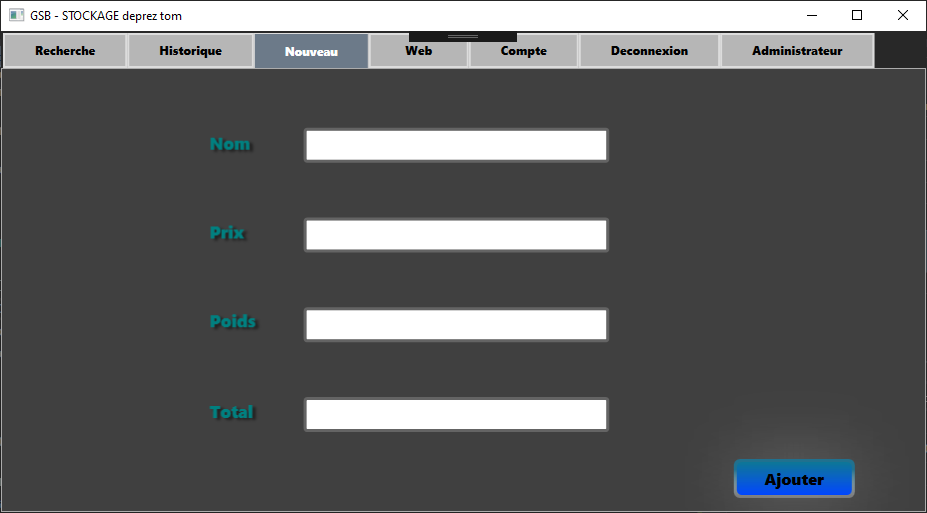 GSB - STOCKAGE deprez tom
Recherche Historique Nouveau Web Compte Deconnexion Administrateur
Nom
Prix
Poids
Total
Ajouter